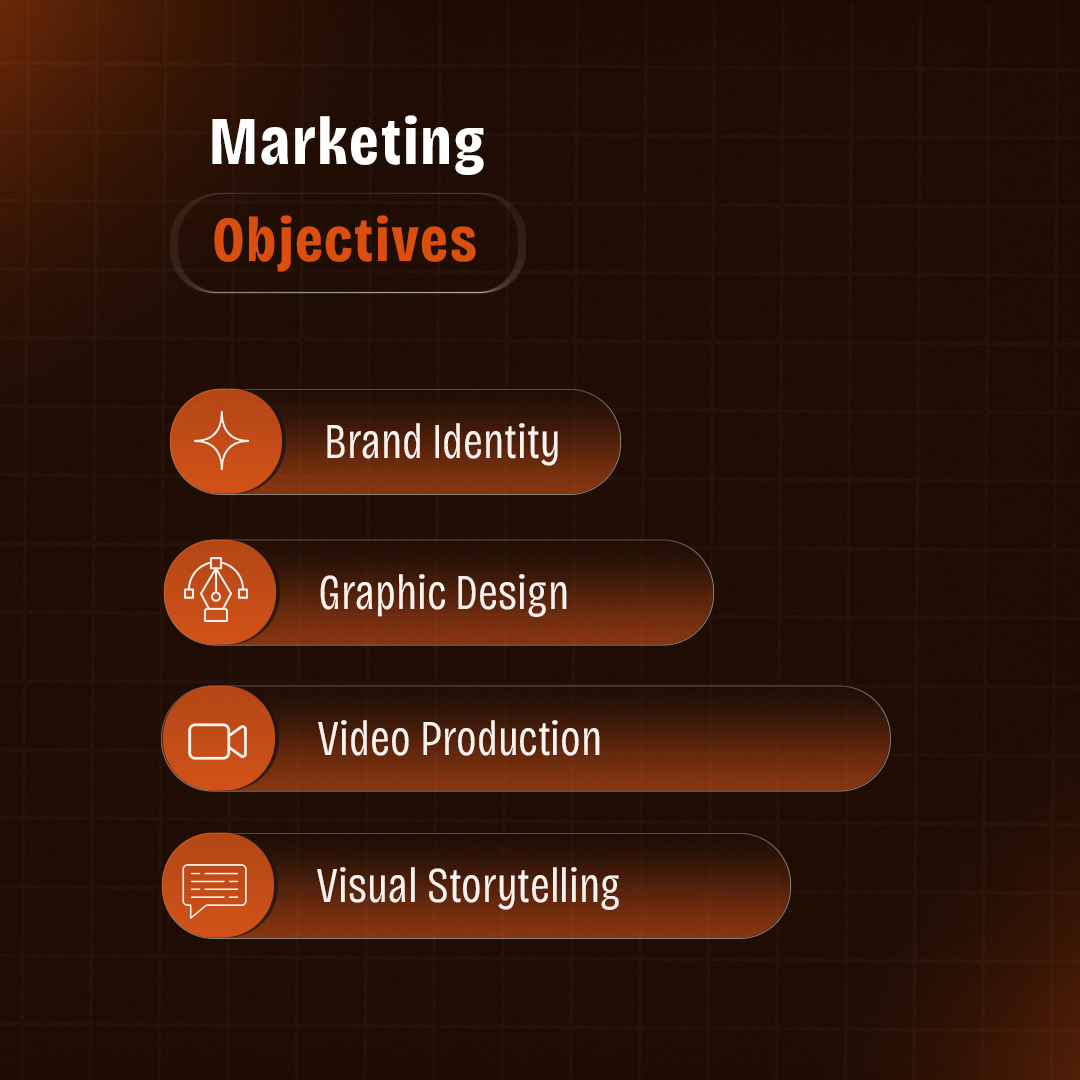 Marketing
Objectives
Brand Identity
Graphic Design
Video Production
Visual Storytelling